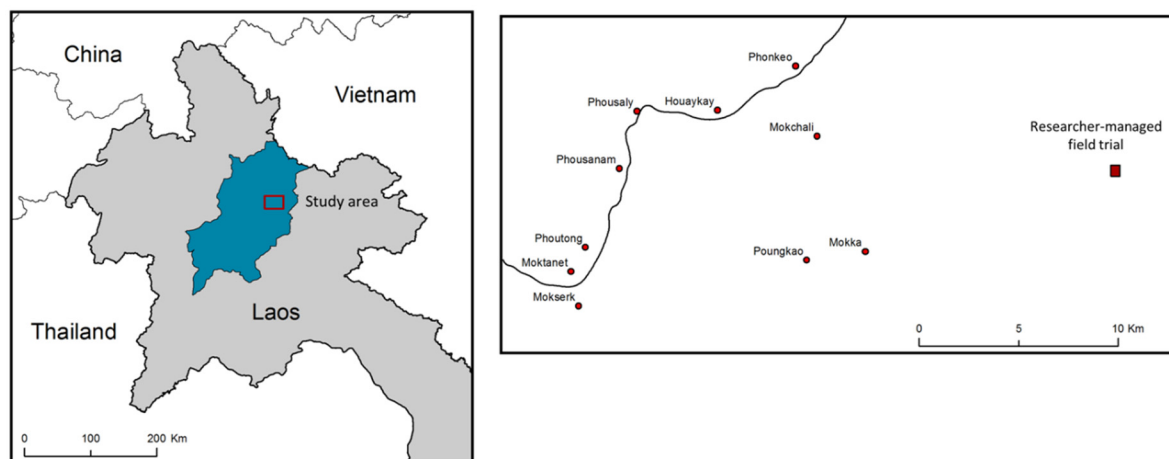 China
Vietnam
Study area
Laos
Thailand
0 100 200 Km
Phonkeo
Phousaly
Houaykay
Mokchali
Researcher-managed
field trial
Phousanam
Phoutong
Mokka
Poungkao
Moktanet
Mokserk
0 5 10 Km